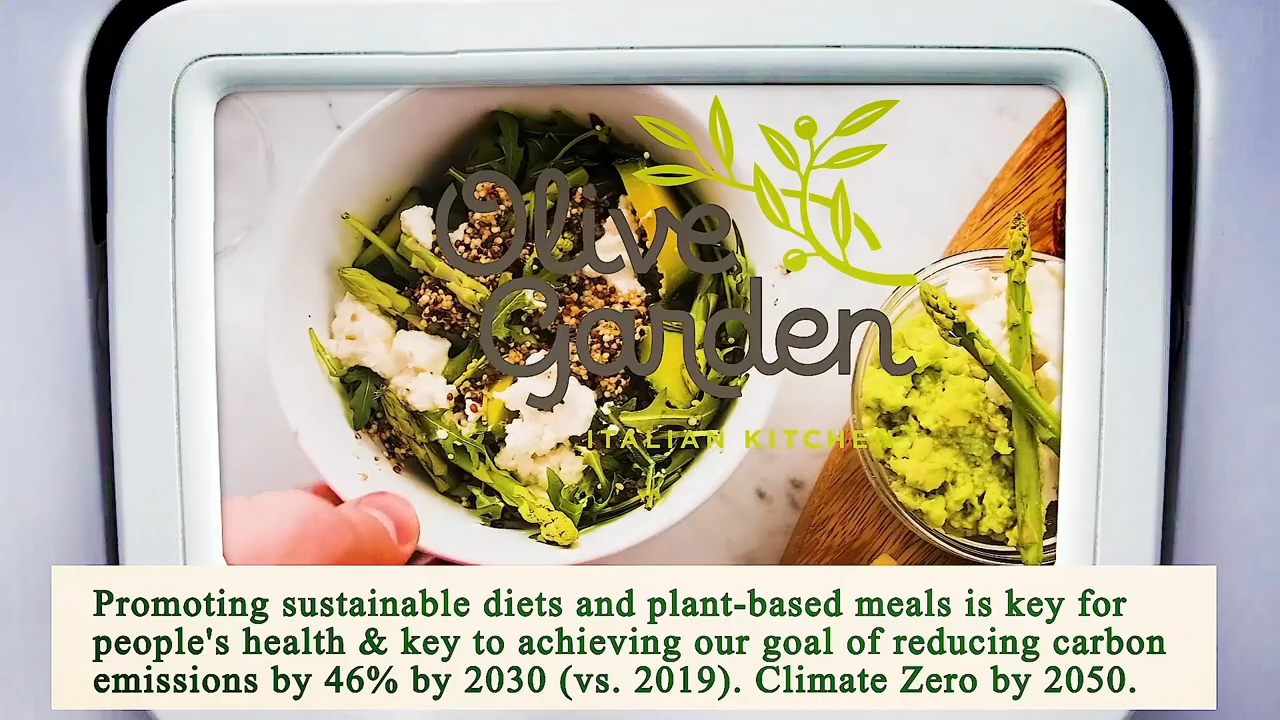 Olive
Garden
ITALIAN KITCHEN
Promoting sustainable diets and plant-based meals is key for
people's health & key to achieving our goal of reducing carbon
emissions by 46% by 2030 (vs. 2019). Climate Zero by 2050.